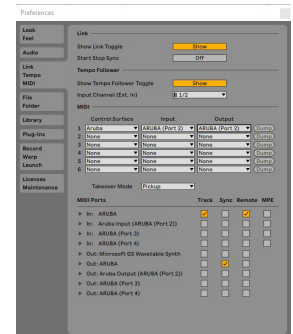 Preferences
Look
Feel
Audio
Link
Tempo
MIDI
File
Folder
Library
Plug-Ins
Record
Warp
Launch
Licenses
Maintenance
Link
Show Link Toggle Show
Start Stop Sync Off
Tempo Follower
Show Tempo Follower Toggle Show
Input Channel (Ext. In) 1/2
MIDI
Control Surface Input Output
1 Aruba ARUBA (Port 2) ARUBA (Port 2) Dump
2 None None None Dump
3 None None None Dump
4 None None None Dump
5 None None None Dump
6 None None None Dump
Takeover Mode Pickup
MIDI Ports Track Sync Remote MPE
In: ARUBA
In: Aruba Input (ARUBA (Port 2))
In: ARUBA (Port 3)
In: ARUBA (Port 4)
Out: Microsoft GS Wavetable Synth
Out: ARUBA
Out: Aruba Output (ARUBA (Port 2))
Out: ARUBA (Port 3)
Out: ARUBA (Port 4)